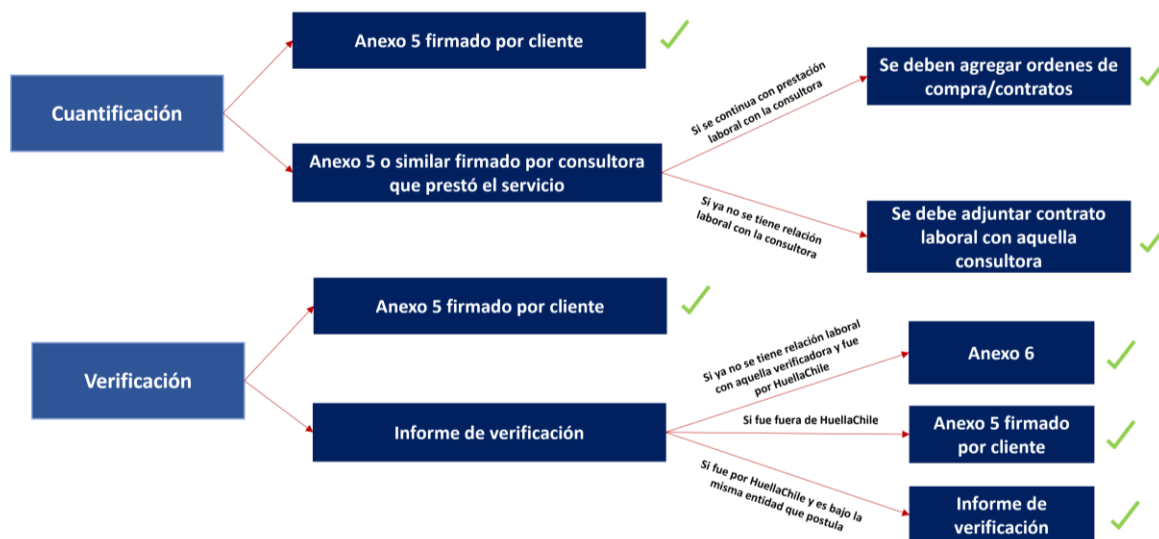 Anexo 5 firmado por cliente
Cuantificación
Anexo 5 o similar firmado por consultora
que prestó el servicio
Si se continua con prestación
laboral con la consultora
Se deben agregar ordenes de
compra/contratos
Si ya no se tiene relación
laboral con la consultora
Se debe adjuntar contrato
laboral con aquella
consultora
Anexo 5 firmado por cliente
Verificación
Informe de verificación
Si ya no se tiene relación laboral
con aquella verificadora y fue
por HuellaChile
Anexo 6
Si fue fuera de HuellaChile
Anexo 5 firmado
por cliente
Si fue por HuellaChile y es bajo la
misma entidad que postula
Informe de
verificación